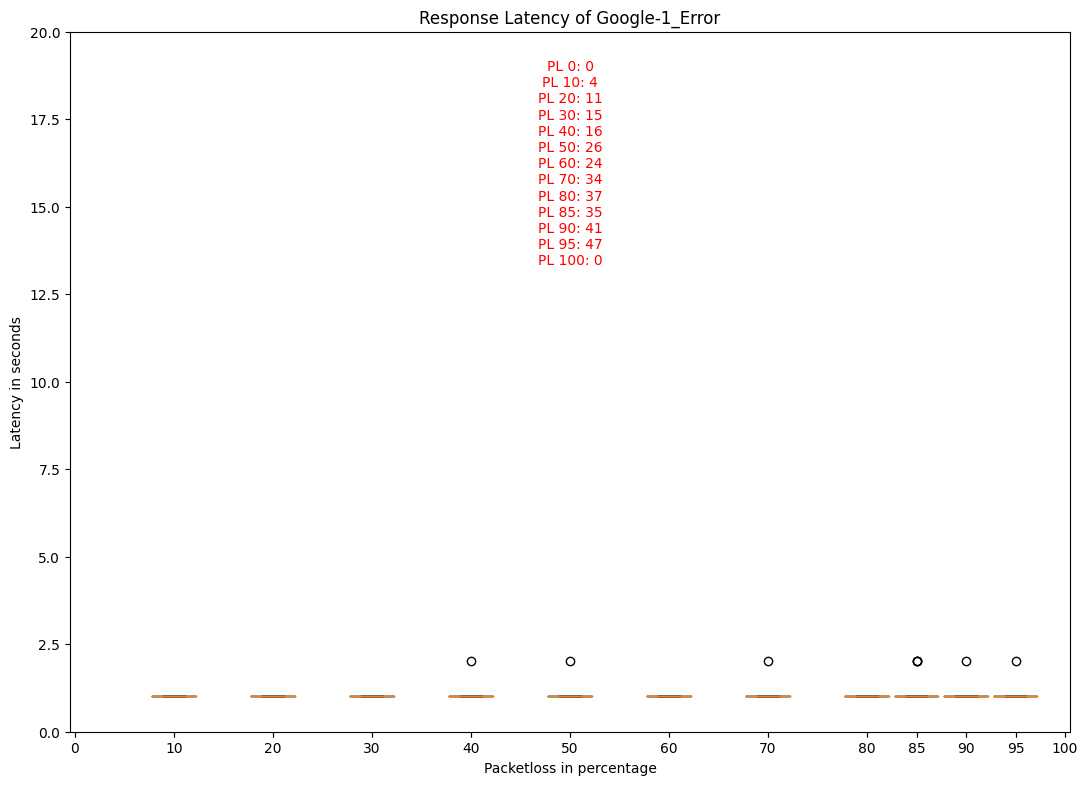 Response Latency of Google-1_Error
20.0
PL 0: 0
PL 10: 4
PL 20: 11
17.5
PL 30: 15
PL 40: 16
PL 50: 26
PL 60: 24
PL 70: 34
PL 80: 37
15.0
PL 85: 35
PL 90: 41
PL 95: 47
PL 100: 0
12.5
10.0
Latency in seconds
7.5
5.0
2.5
0.0
0 10 20 30 40 50 60 70 80 85 90 95 100
Packetloss in percentage